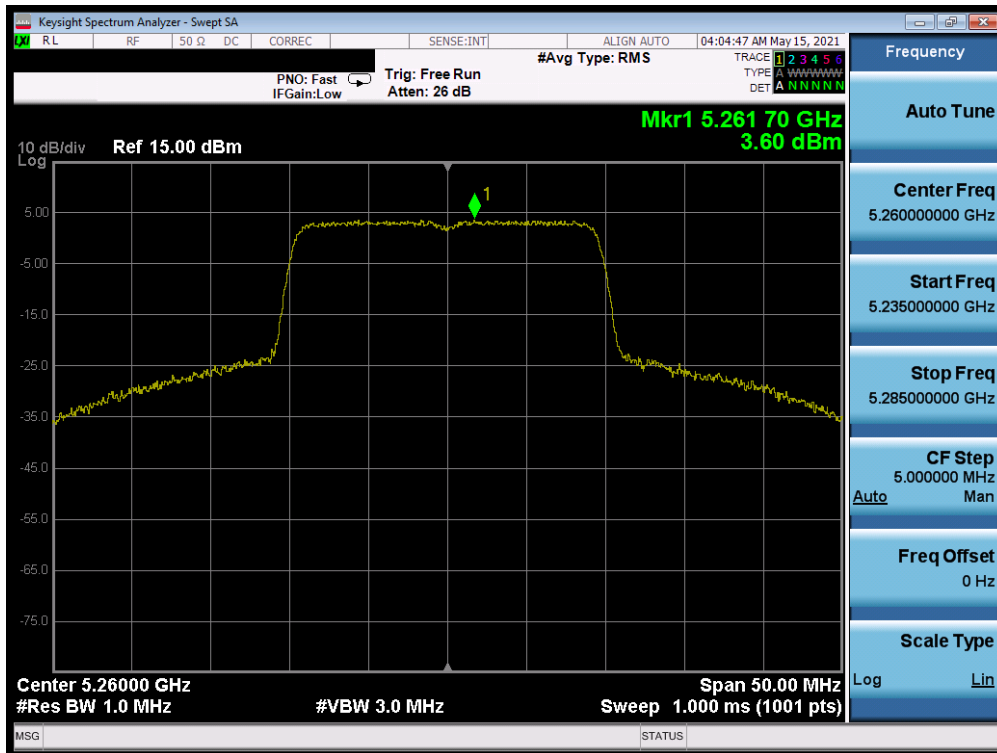 Keysight Spectrum Analyzer - Swept SA
LXI RL RF 50 Ω DC CORREC SENSE:INT ALIGN AUTO 04:04:47 AM May 15, 2021
#Avg Type: RMS TRACE 1 2 3 4 5 6
PNO: Fast Trig: Free Run TYPE A WWWWW
IFGain:Low Atten: 26 dB DET A N N N N N
Mkr1 5.261 70 GHz
3.60 dBm
10 dB/div Ref 15.00 dBm
Log
1
5.00
-5.00
-15.0
-25.0
-35.0
-45.0
-55.0
-65.0
-75.0
Center 5.26000 GHz Span 50.00 MHz
#Res BW 1.0 MHz #VBW 3.0 MHz Sweep 1.000 ms (1001 pts)
MSG STATUS
Frequency
Auto Tune
Center Freq
5.260000000 GHz
Start Freq
5.235000000 GHz
Stop Freq
5.285000000 GHz
CF Step
5.000000 MHz
Auto Man
Freq Offset
0 Hz
Scale Type
Log Lin